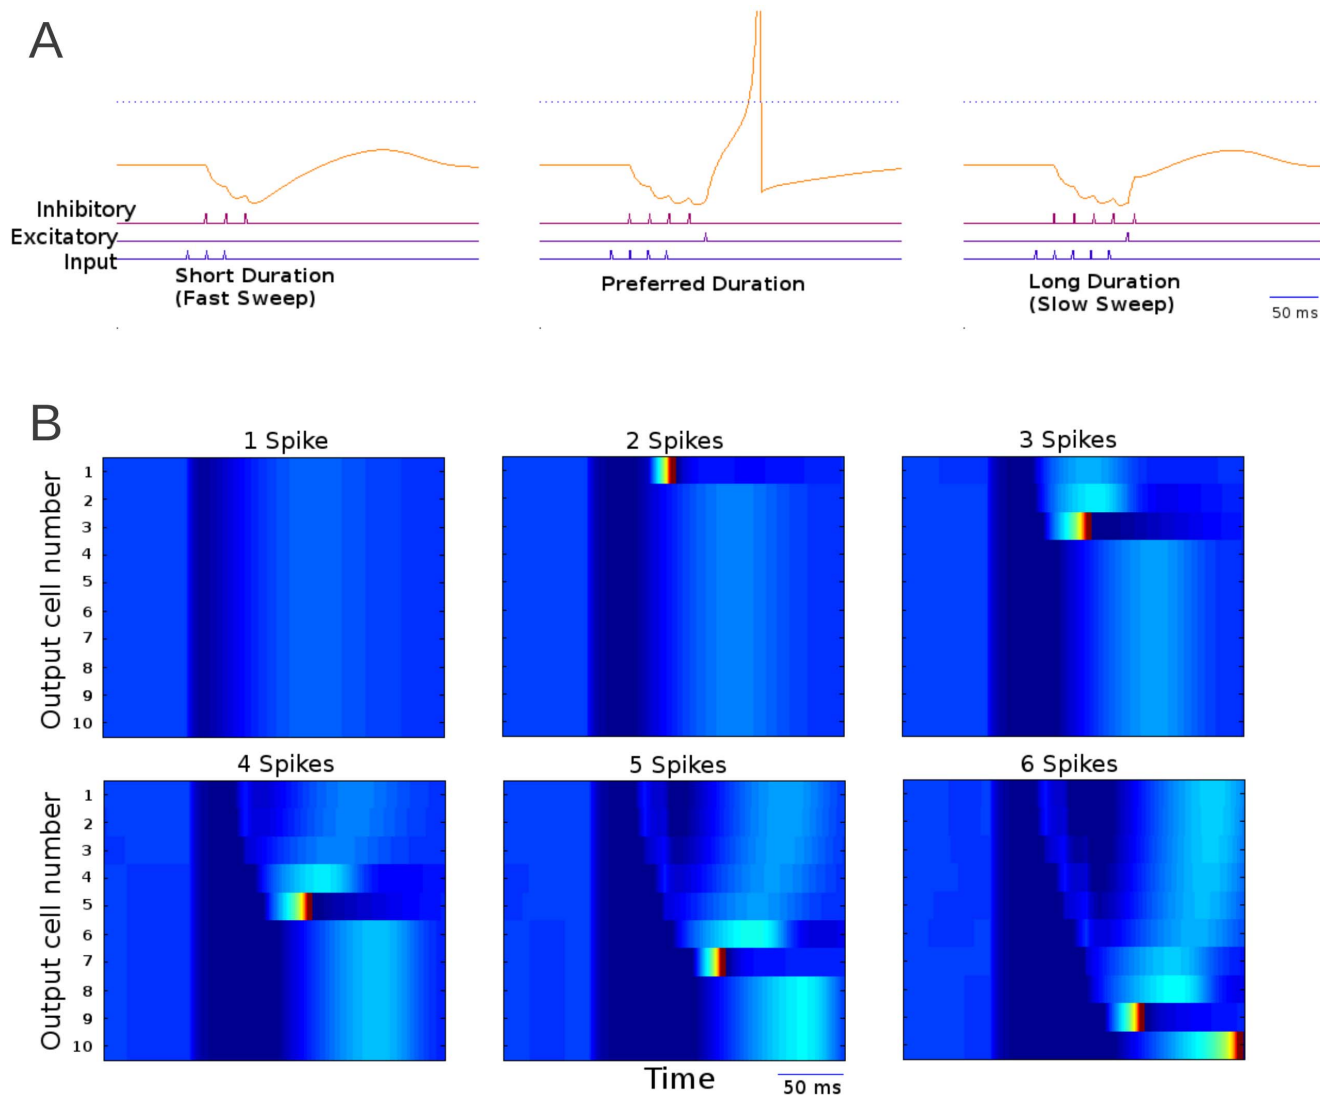 A
Inhibitory
Excitatory
Input
Short Duration
(Fast Sweep)
Preferred Duration
Long Duration
(Slow Sweep)
50 ms
B
1 Spike
2 Spikes
3 Spikes
Output cell number
1
2
3
4
5
6
7
8
9
10
4 Spikes
5 Spikes
6 Spikes
Output cell number
1
2
3
4
5
6
7
8
9
10
Time
50 ms